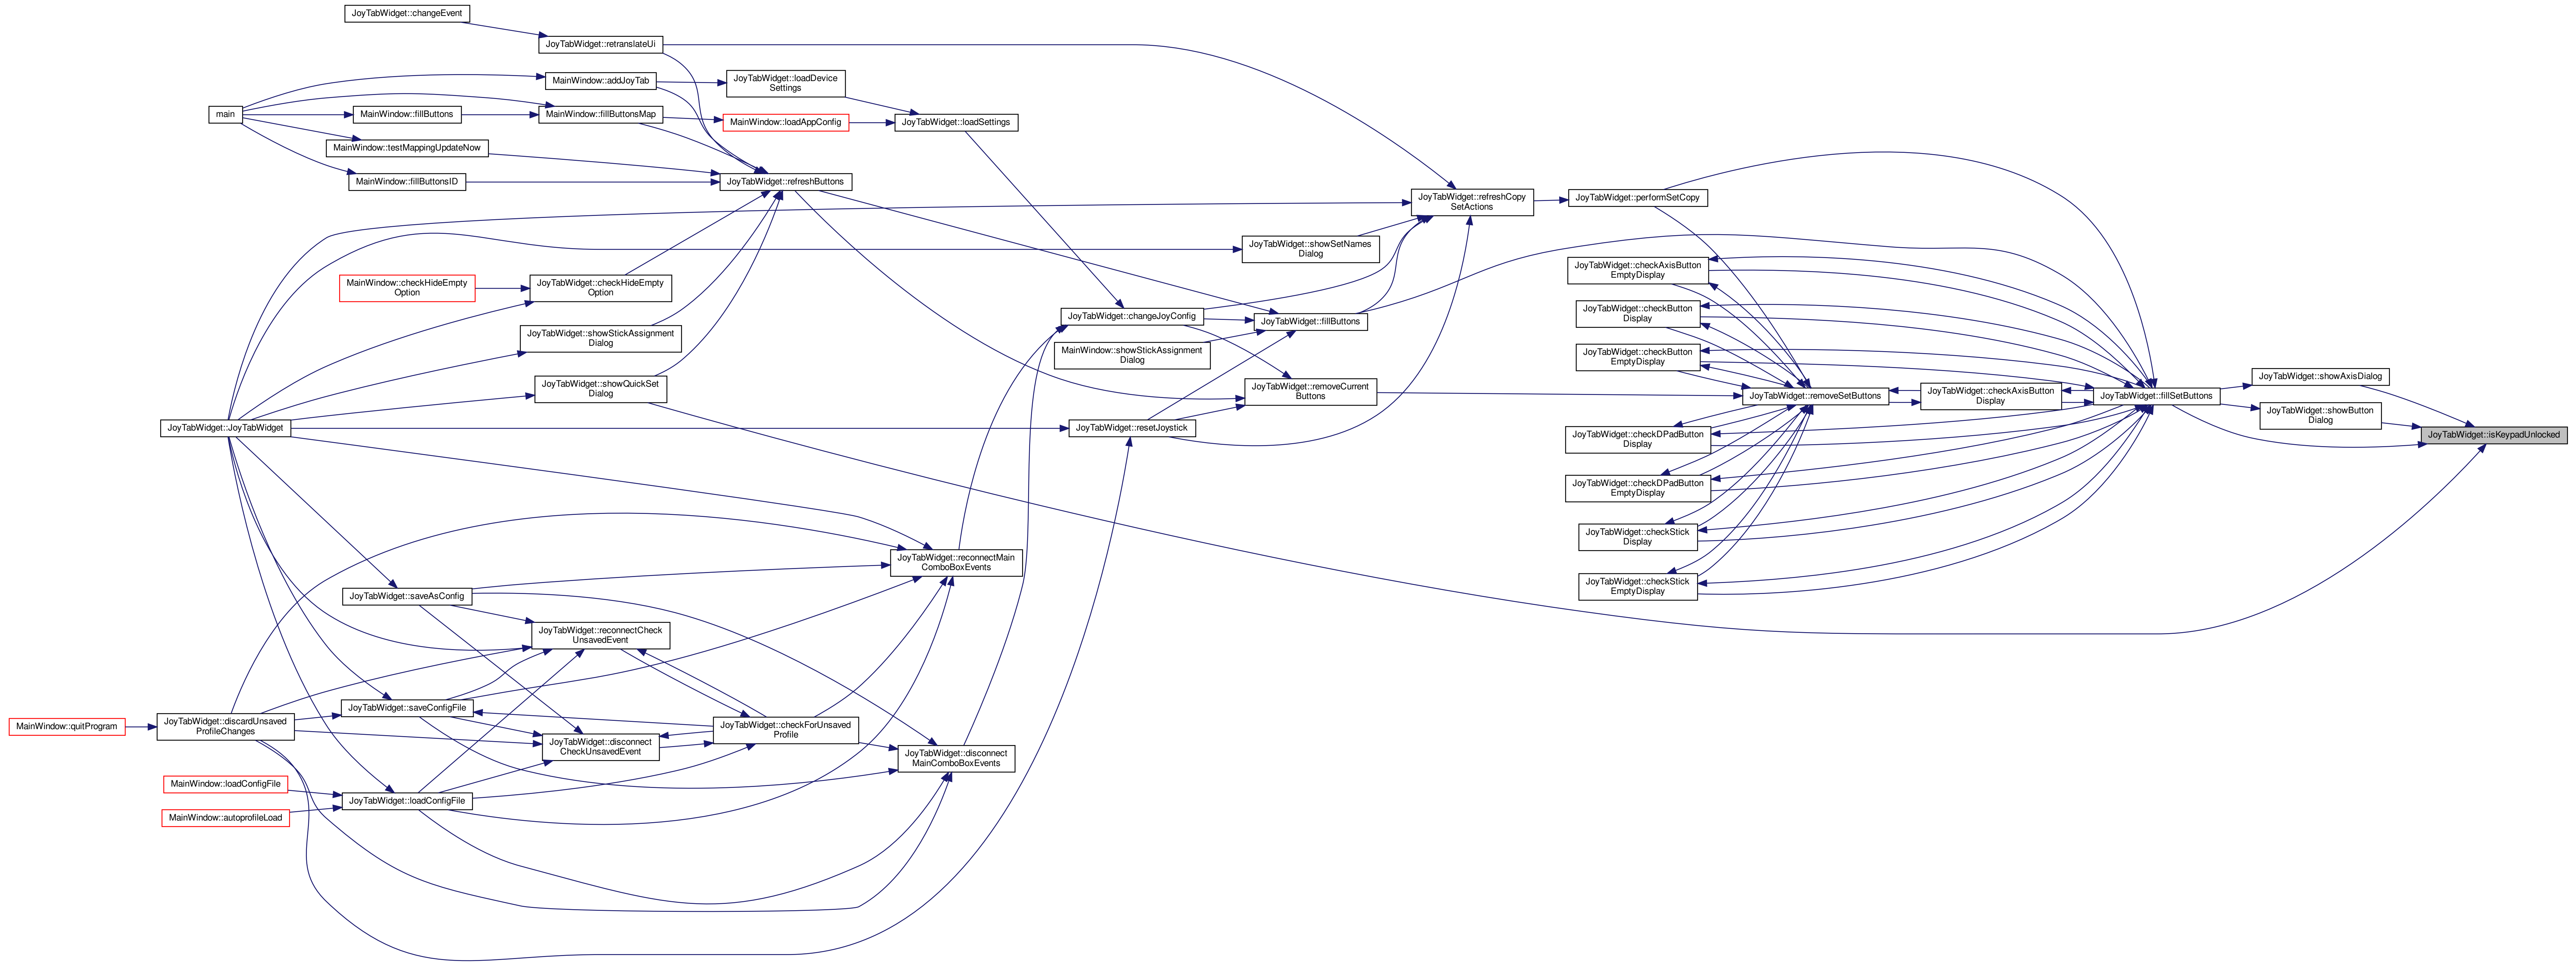 JoyTabWidget::changeEvent
JoyTabWidget::retranslateUi
MainWindow::addJoyTab
JoyTabWidget::loadDevice
Settings
main
MainWindow::fillButtons
MainWindow::fillButtonsMap
MainWindow::loadAppConfig
JoyTabWidget::loadSettings
MainWindow::testMappingUpdateNow
MainWindow::fillButtonsID
JoyTabWidget::refreshButtons
JoyTabWidget::refreshCopy
SetActions
JoyTabWidget::performSetCopy
JoyTabWidget::showSetNames
Dialog
JoyTabWidget::checkAxisButton
EmptyDisplay
MainWindow::checkHideEmpty
Option
JoyTabWidget::checkHideEmpty
Option
JoyTabWidget::checkButton
Display
JoyTabWidget::changeJoyConfig
JoyTabWidget::fillButtons
JoyTabWidget::showStickAssignment
Dialog
MainWindow::showStickAssignment
Dialog
JoyTabWidget::checkButton
EmptyDisplay
JoyTabWidget::showQuickSet
Dialog
JoyTabWidget::removeCurrent
Buttons
JoyTabWidget::removeSetButtons
JoyTabWidget::checkAxisButton
Display
JoyTabWidget::fillSetButtons
JoyTabWidget::showAxisDialog
JoyTabWidget::showButton
Dialog
JoyTabWidget::isKeypadUnlocked
JoyTabWidget::JoyTabWidget
JoyTabWidget::resetJoystick
JoyTabWidget::checkDPadButton
Display
JoyTabWidget::checkDPadButton
EmptyDisplay
JoyTabWidget::checkStick
Display
JoyTabWidget::checkStick
EmptyDisplay
JoyTabWidget::reconnectMain
ComboBoxEvents
JoyTabWidget::saveAsConfig
JoyTabWidget::reconnectCheck
UnsavedEvent
JoyTabWidget::saveConfigFile
MainWindow::quitProgram
JoyTabWidget::discardUnsaved
ProfileChanges
JoyTabWidget::checkForUnsaved
Profile
JoyTabWidget::disconnect
CheckUnsavedEvent
JoyTabWidget::disconnect
MainComboBoxEvents
MainWindow::loadConfigFile
JoyTabWidget::loadConfigFile
MainWindow::autoprofileLoad